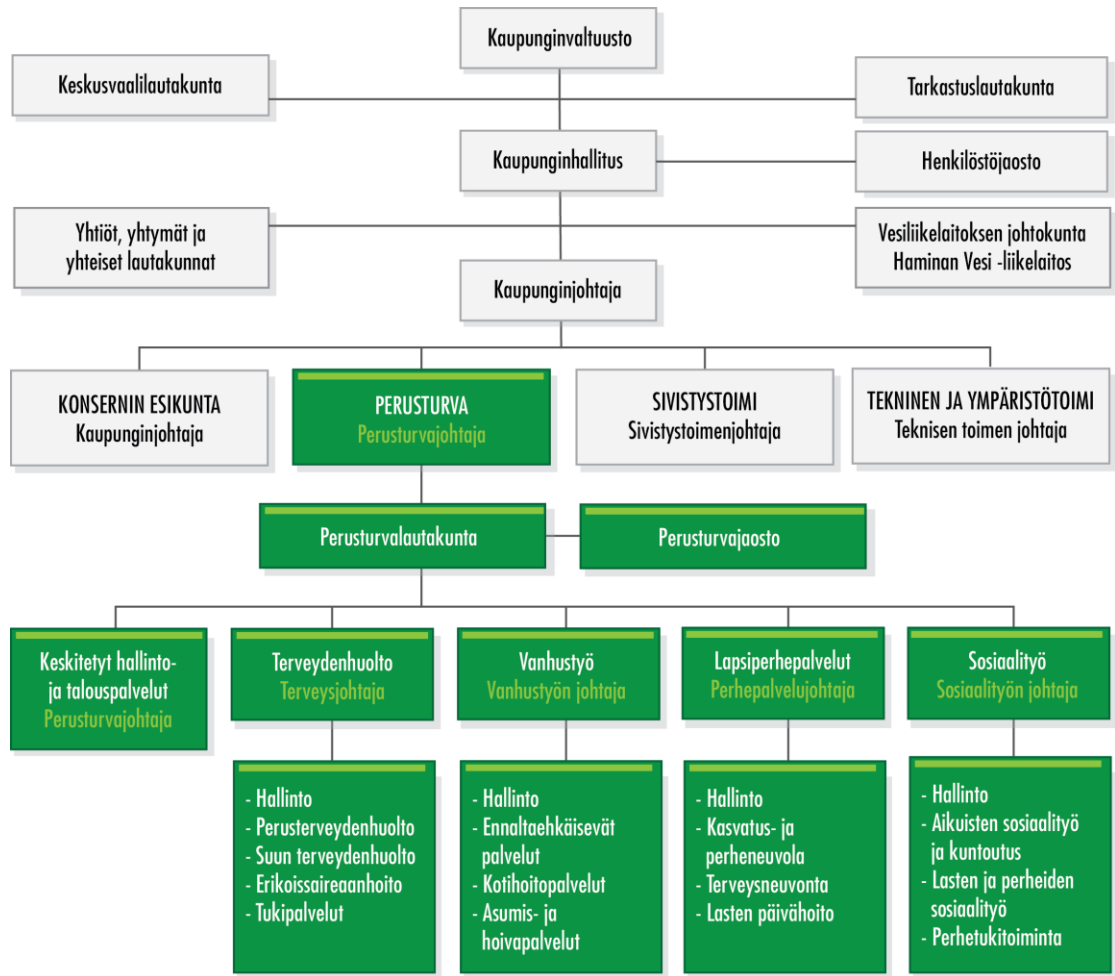 Kaupunginvaltuusto
Keskusvaalilautakunta
Tarkastuslautakunta
Kaupunginhallitus
Henkilöstöjaosto
Yhtiöt, yhtymät ja
yhteiset lautakunnat
Vesiliikelaitoksen johtokunta
Haminan Vesi -liikelaitos
Kaupunginjohtaja
KONSERNIN ESIKUNTA
Kaupunginjohtaja
PERUSTURVA
Perusturvajohtaja
SIVISTYSTOIMI
Sivistystoimenjohtaja
TEKNINEN JA YMPÄRISTÖTOIMI
Teknisen toimen johtaja
Perusturvalautakunta
Perusturvajaosto
Keskitetyt hallinto-
ja talouspalvelut
Perusturvajohtaja
Terveydenhuolto
Terveysjohtaja
Vanhustyö
Vanhustyön johtaja
Lapsiperhepalvelut
Perhepalvelujohtaja
Sosiaalityö
Sosiaalityön johtaja
- Hallinto
- Perusterveydenhuolto
- Suun terveydenhuolto
- Erikoissaireaanhoito
- Tukipalvelut
- Hallinto
- Ennaltaehkäisevät
palvelut
- Kotihoitopalvelut
- Asumis- ja
hoivapalvelut
- Hallinto
- Kasvatus- ja
perheneuvola
- Terveysneuvonta
- Lasten päivähoito
- Hallinto
- Aikuisten sosiaalityö
ja kuntoutus
- Lasten ja perheiden
sosiaalityö
- Perhetukitoiminta